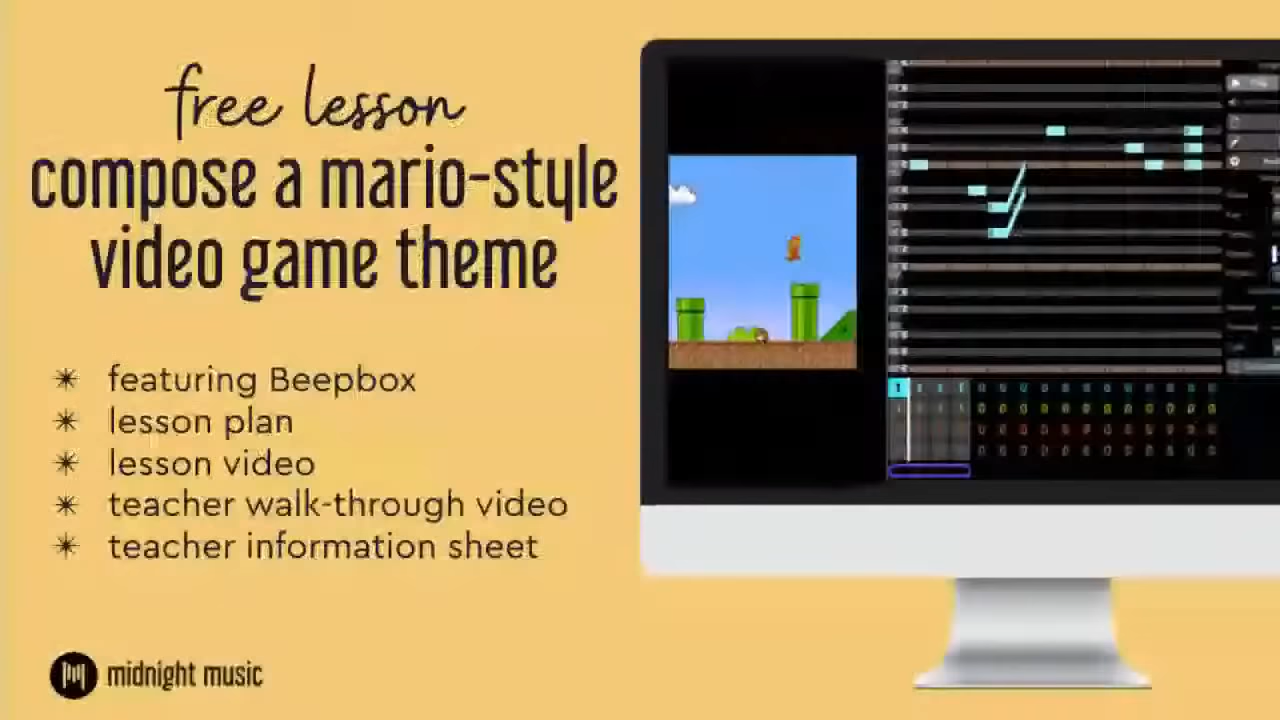 free lesson
compose a mario-style
video game theme
featuring Beepbox
lesson plan
lesson video
teacher walk-through video
teacher information sheet
midnight music